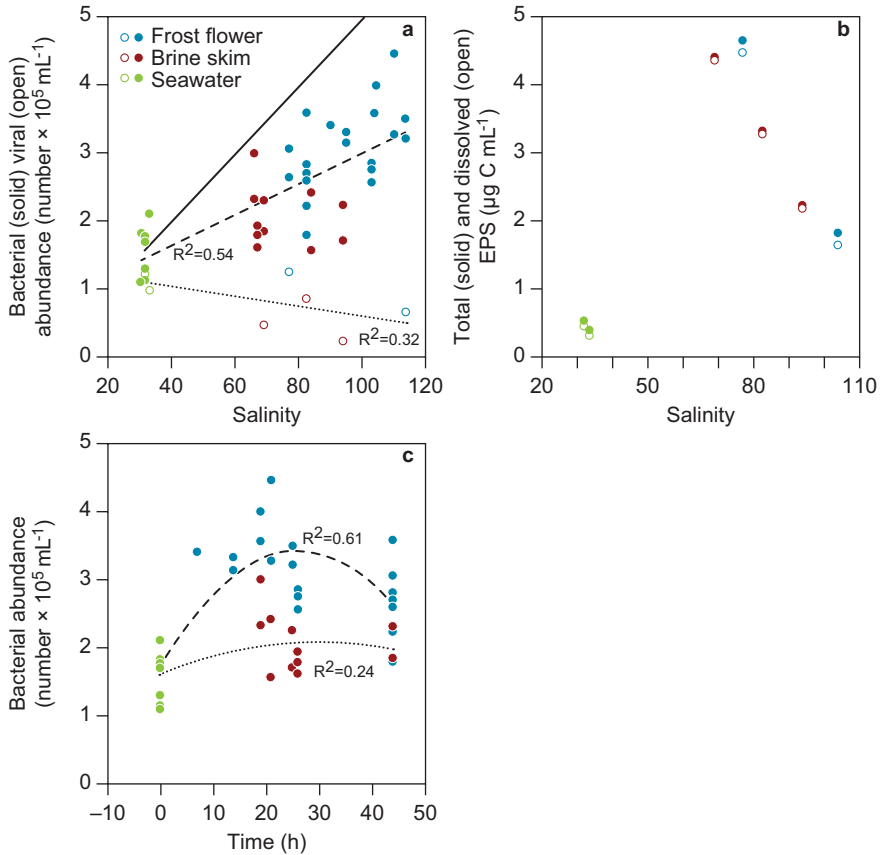 a
Frost flower
Brine skim
Seawater
Bacterial (solid) viral (open)
abundance (number × 10⁵ mL⁻¹)
5
4
3
2
1
0
R²=0.54
R²=0.32
20 40 60 80 100 120
Salinity
b
Total (solid) and dissolved (open)
EPS (µg C mL⁻¹)
5
4
3
2
1
0
20 50 80 110
Salinity
c
Bacterial abundance
(number × 10⁵ mL⁻¹)
5
4
3
2
1
0
R²=0.61
R²=0.24
–10 0 10 20 30 40 50
Time (h)